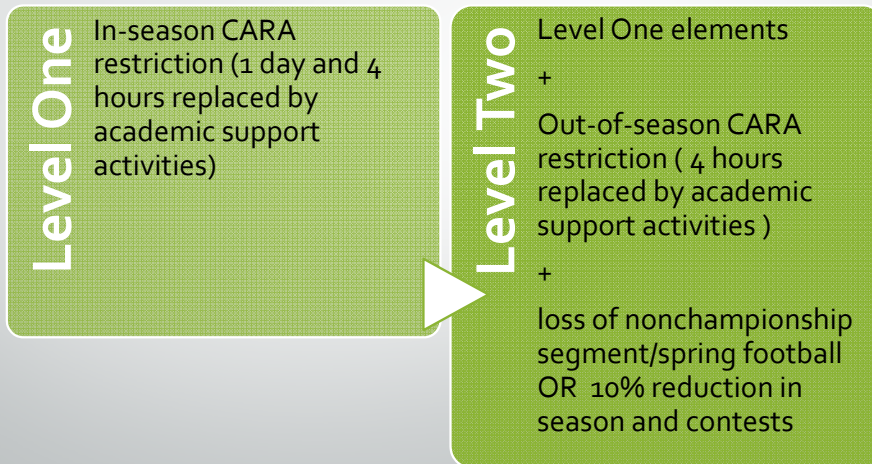 Level One
In-season CARA
restriction (1 day and 4
hours replaced by
academic support
activities)
Level Two
Level One elements
+
Out-of-season CARA
restriction ( 4 hours
replaced by academic
support activities )
+
loss of nonchampionship
segment/spring football
OR 10% reduction in
season and contests